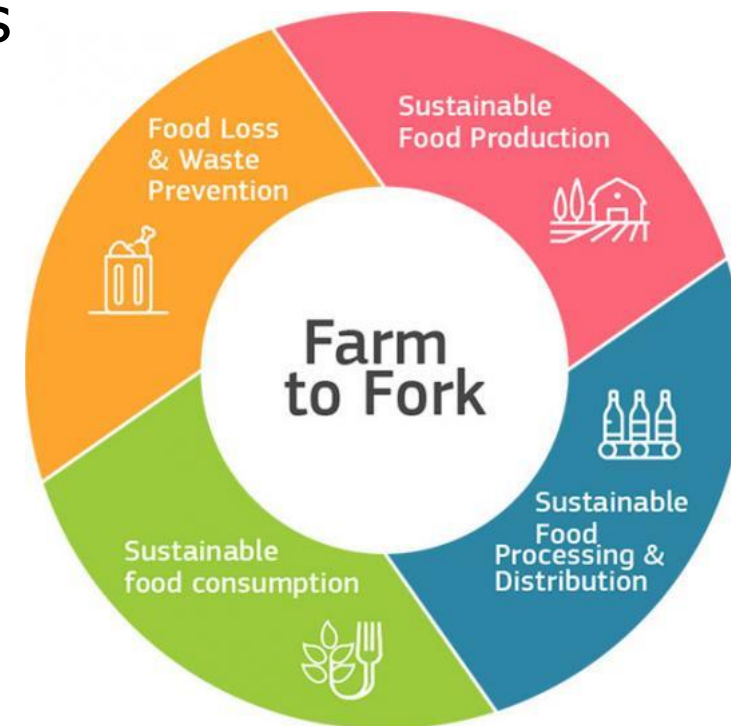 s
Food Loss
& Waste
Prevention
Sustainable
Food Production
Farm
to Fork
Sustainable
Food
Processing &
Distribution
Sustainable
food consumption